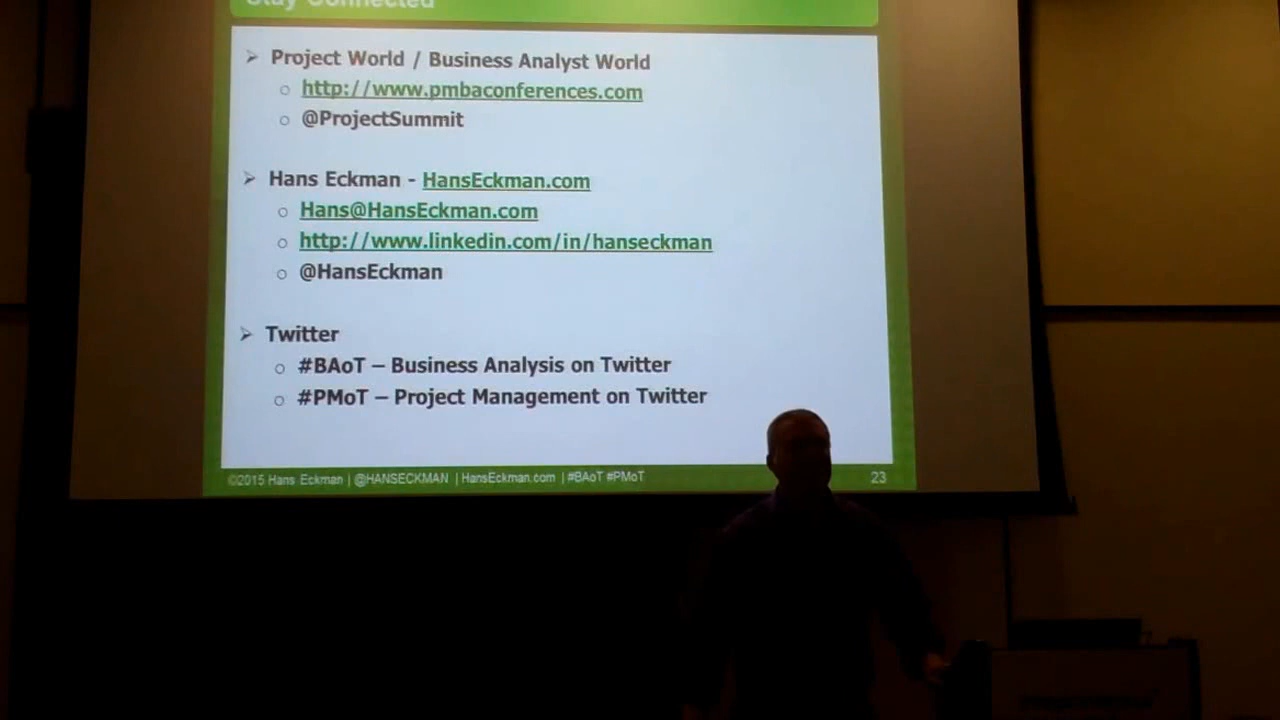 Stay Connected
Project World / Business Analyst World
http://www.pmbaconferences.com
@ProjectSummit
Hans Eckman - HansEckman.com
Hans@HansEckman.com
http://www.linkedin.com/in/hanseckman
@HansEckman
Twitter
#BAoT – Business Analysis on Twitter
#PMoT – Project Management on Twitter
©2015 Hans Eckman | @HANSECKMAN | HansEckman.com | #BAoT #PMoT 23